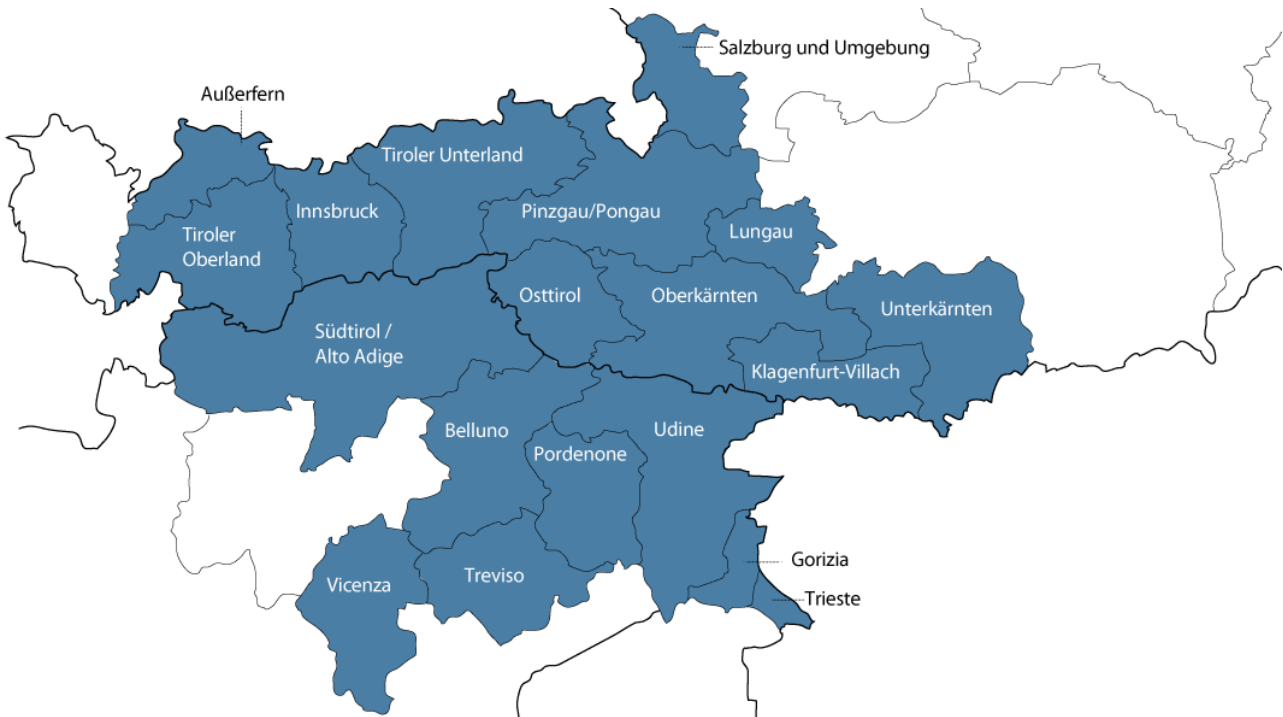 Salzburg und Umgebung
Außerfern
Tiroler Unterland
Innsbruck
Pinzgau/Pongau
Tiroler
Oberland
Lungau
Osttirol
Oberkärnten
Unterkärnten
Südtirol /
Alto Adige
Klagenfurt-Villach
Belluno
Udine
Pordenone
Gorizia
Treviso
Vicenza
Trieste